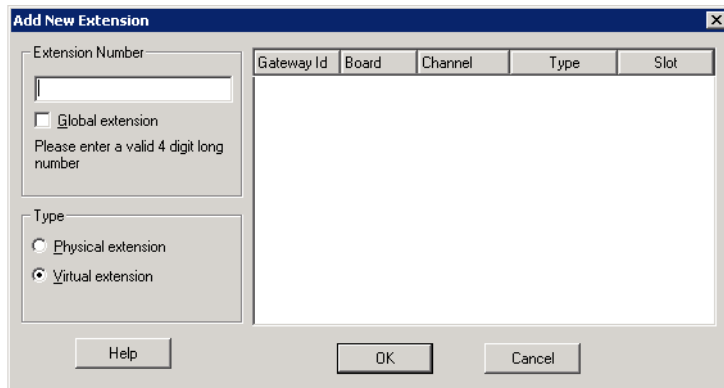 Add New Extension
Extension Number
Global extension
Please enter a valid 4 digit long
number
Type
Physical extension
Virtual extension
Gateway Id Board Channel Type Slot
Help OK Cancel